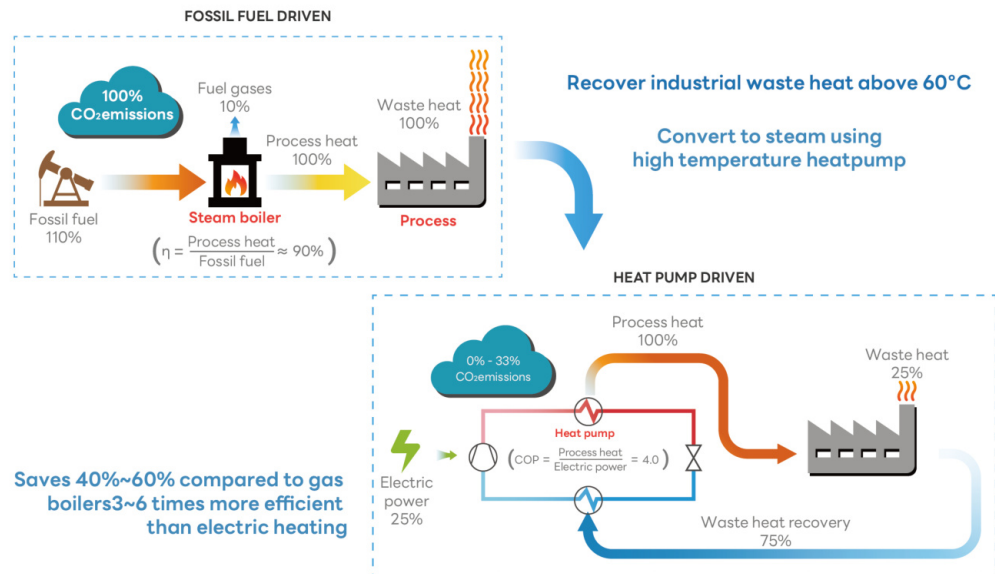 FOSSIL FUEL DRIVEN
100%
CO₂emissions
Fuel gases
10%
Process heat
100%
Waste heat
100%
Fossil fuel
110%
Steam boiler
Process
(η = Process heat / Fossil fuel ≈ 90%)
Recover industrial waste heat above 60°C
Convert to steam using
high temperature heatpump
HEAT PUMP DRIVEN
0% - 33%
CO₂emissions
Process heat
100%
Waste heat
25%
Heat pump
(COP = Process heat / Electric power = 4.0)
Electric
power
25%
Waste heat recovery
75%
Saves 40%~60% compared to gas
boilers3~6 times more efficient
than electric heating